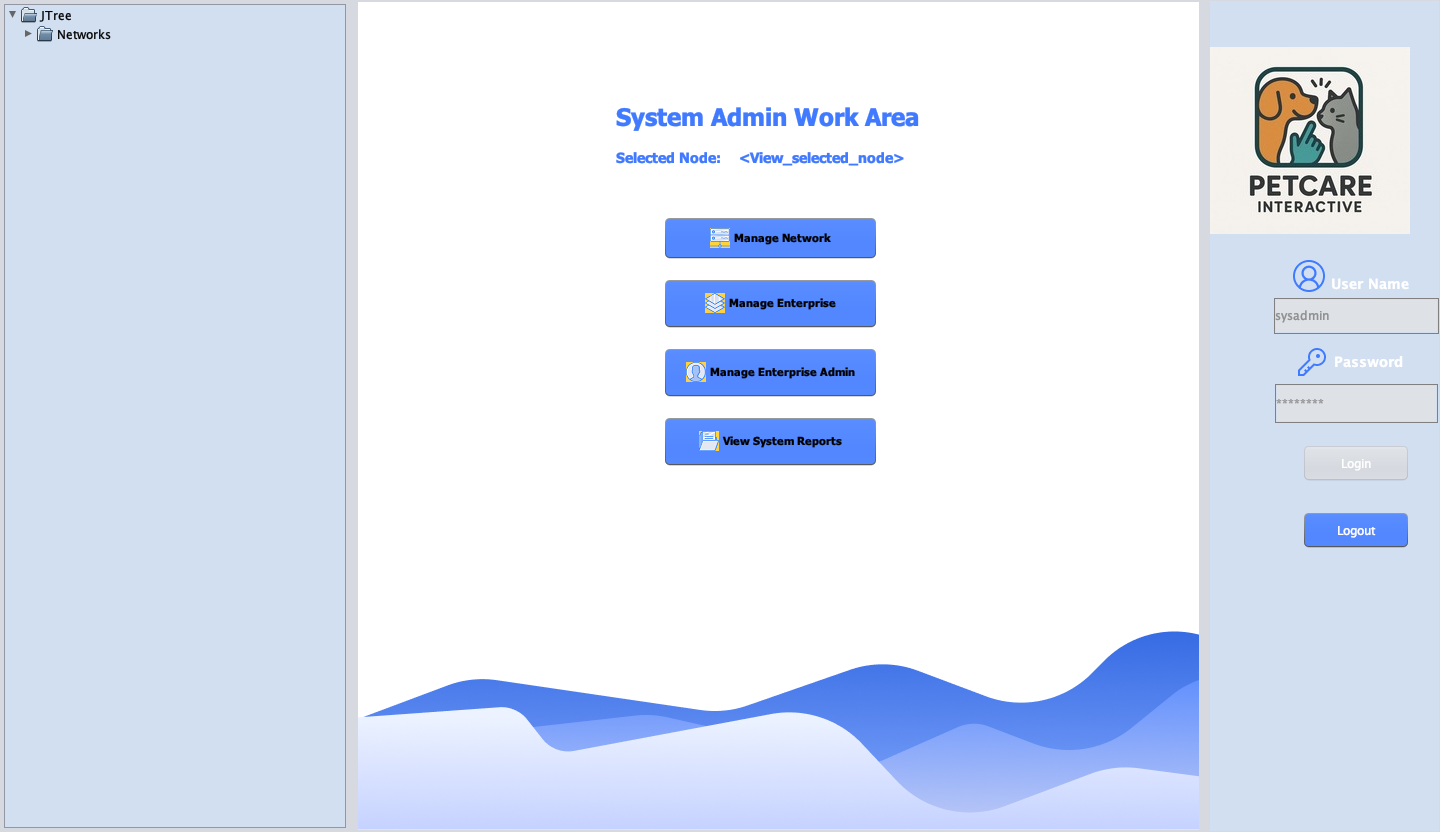 JTree
Networks
System Admin Work Area
Selected Node: <View_selected_node>
Manage Network
Manage Enterprise
Manage Enterprise Admin
View System Reports
PETCARE
INTERACTIVE
User Name
sysadmin
Password
********
Login
Logout